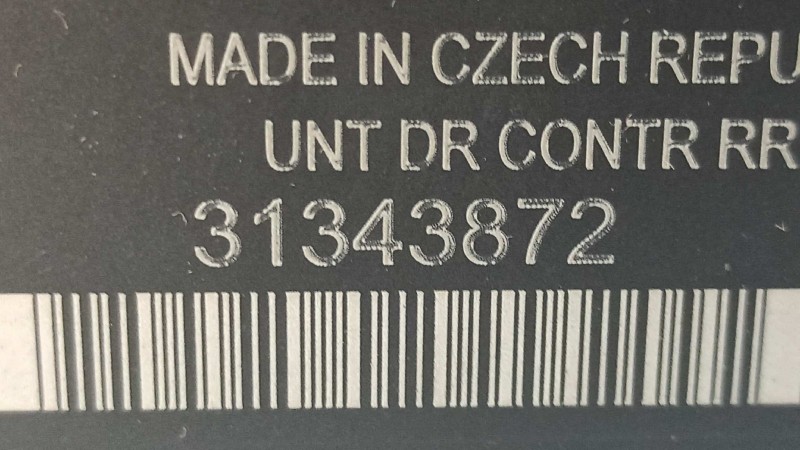 MADE IN CZECH REPU
UNT DR CONTR RR
31343872